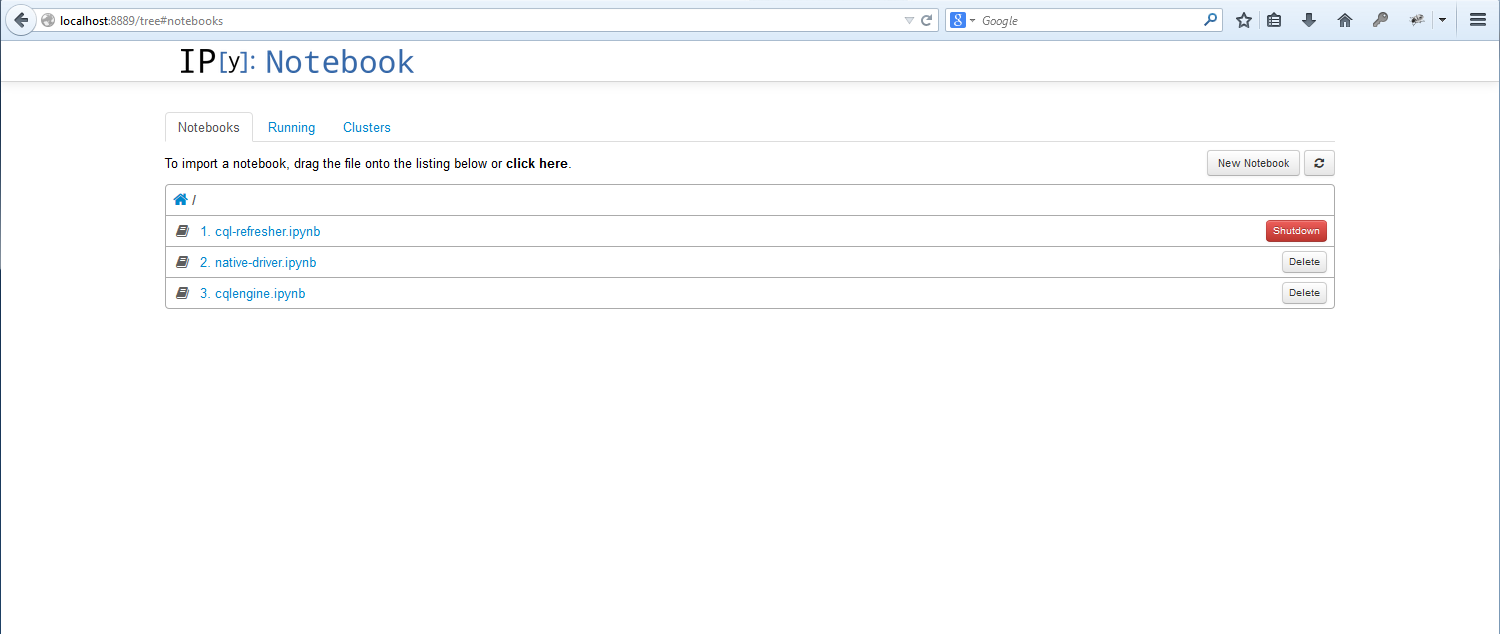 localhost:8889/tree#notebooks
8 Google
IP[y]: Notebook
Notebooks Running Clusters
To import a notebook, drag the file onto the listing below or click here. New Notebook
/
1. cql-refresher.ipynb Shutdown
2. native-driver.ipynb Delete
3. cqlengine.ipynb Delete